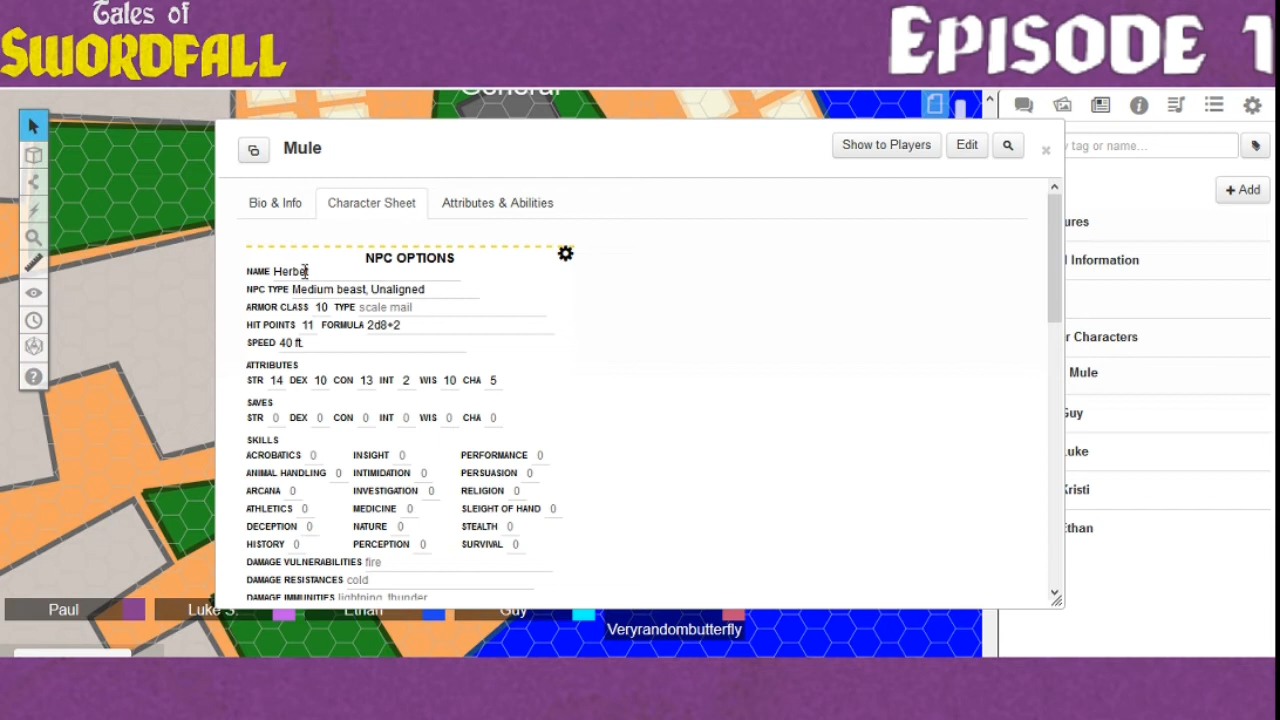 Tales of
SWORDFALL
EPISODE 1
General
Mule
Show to Players
Edit
y tag or name...
Bio & Info
Character Sheet
Attributes & Abilities
+ Add
NPC OPTIONS
NAME Herbet
NPC TYPE Medium beast, Unaligned
ARMOR CLASS 10 TYPE scale mail
HIT POINTS 11 FORMULA 2d8+2
SPEED 40 ft.
ATTRIBUTES
STR 14 DEX 10 CON 13 INT 2 WIS 10 CHA 5
SAVES
STR 0 DEX 0 CON 0 INT 0 WIS 0 CHA 0
SKILLS
ACROBATICS 0 INSIGHT 0 PERFORMANCE 0
ANIMAL HANDLING 0 INTIMIDATION 0 PERSUASION 0
ARCANA 0 INVESTIGATION 0 RELIGION 0
ATHLETICS 0 MEDICINE 0 SLEIGHT OF HAND 0
DECEPTION 0 NATURE 0 STEALTH 0
HISTORY 0 PERCEPTION 0 SURVIVAL 0
DAMAGE VULNERABILITIES fire
DAMAGE RESISTANCES cold
DAMAGE IMMUNITIES lightning, thunder
ures
l Information
r Characters
Mule
Guy
Luke
Kristi
Ethan
Paul
Luke S.
Ethan
Guy
Veryrandombutterfly